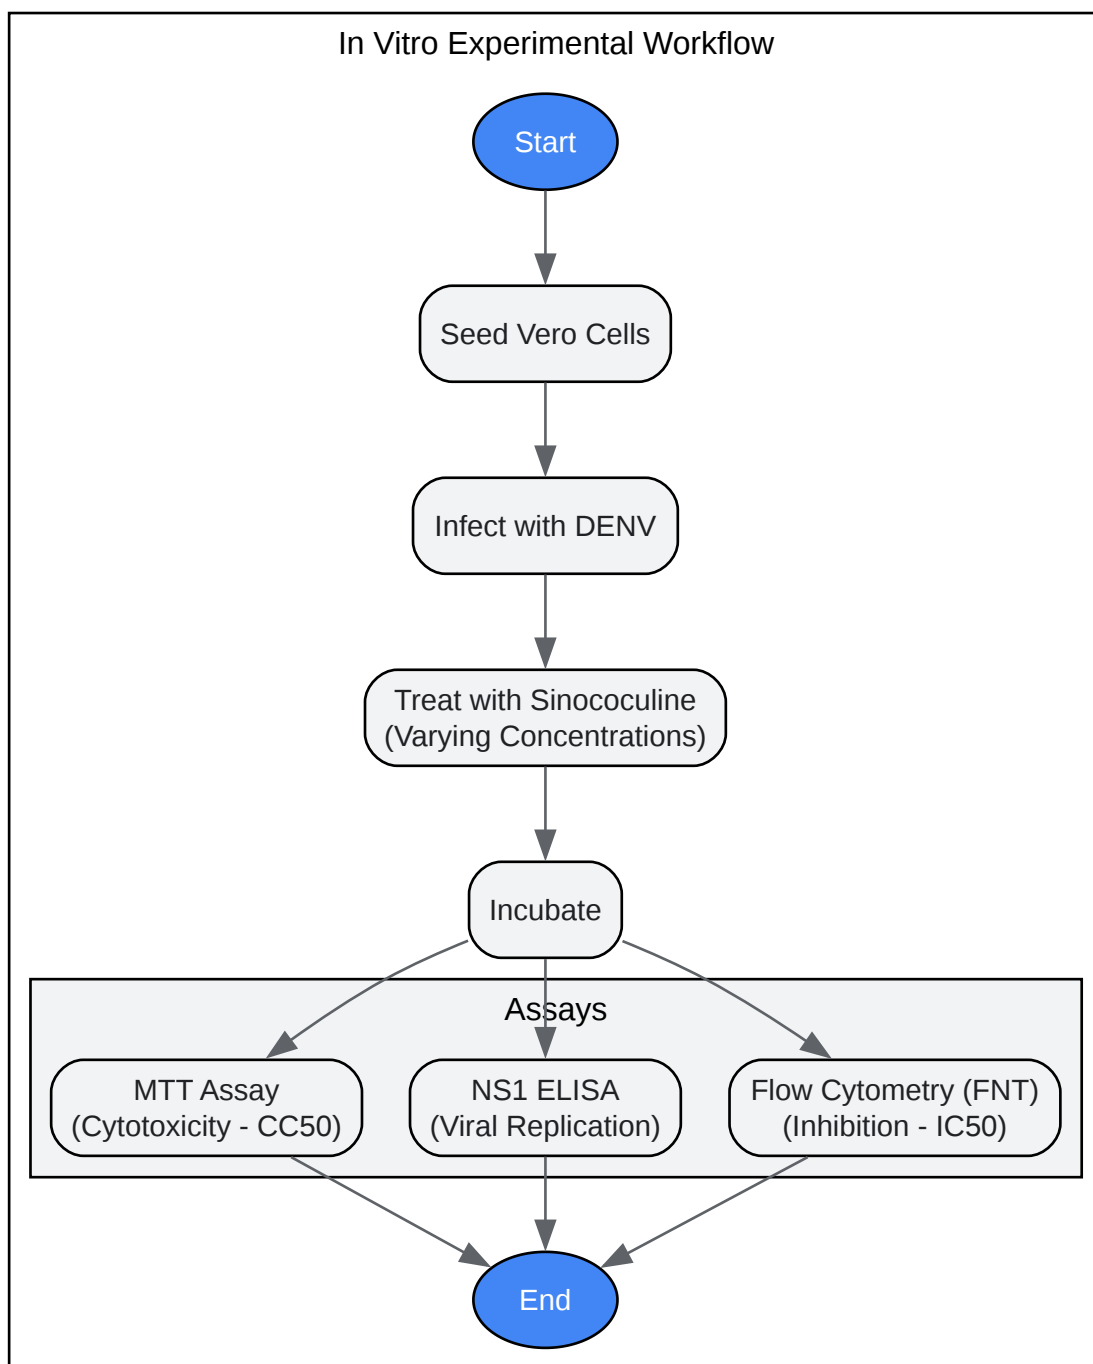 In Vitro Experimental Workflow
Start
Seed Vero Cells
Infect with DENV
Treat with Sinococuline
(Varying Concentrations)
Incubate
Assays
MTT Assay
(Cytotoxicity - CC50)
NS1 ELISA
(Viral Replication)
Flow Cytometry (FNT)
(Inhibition - IC50)
End